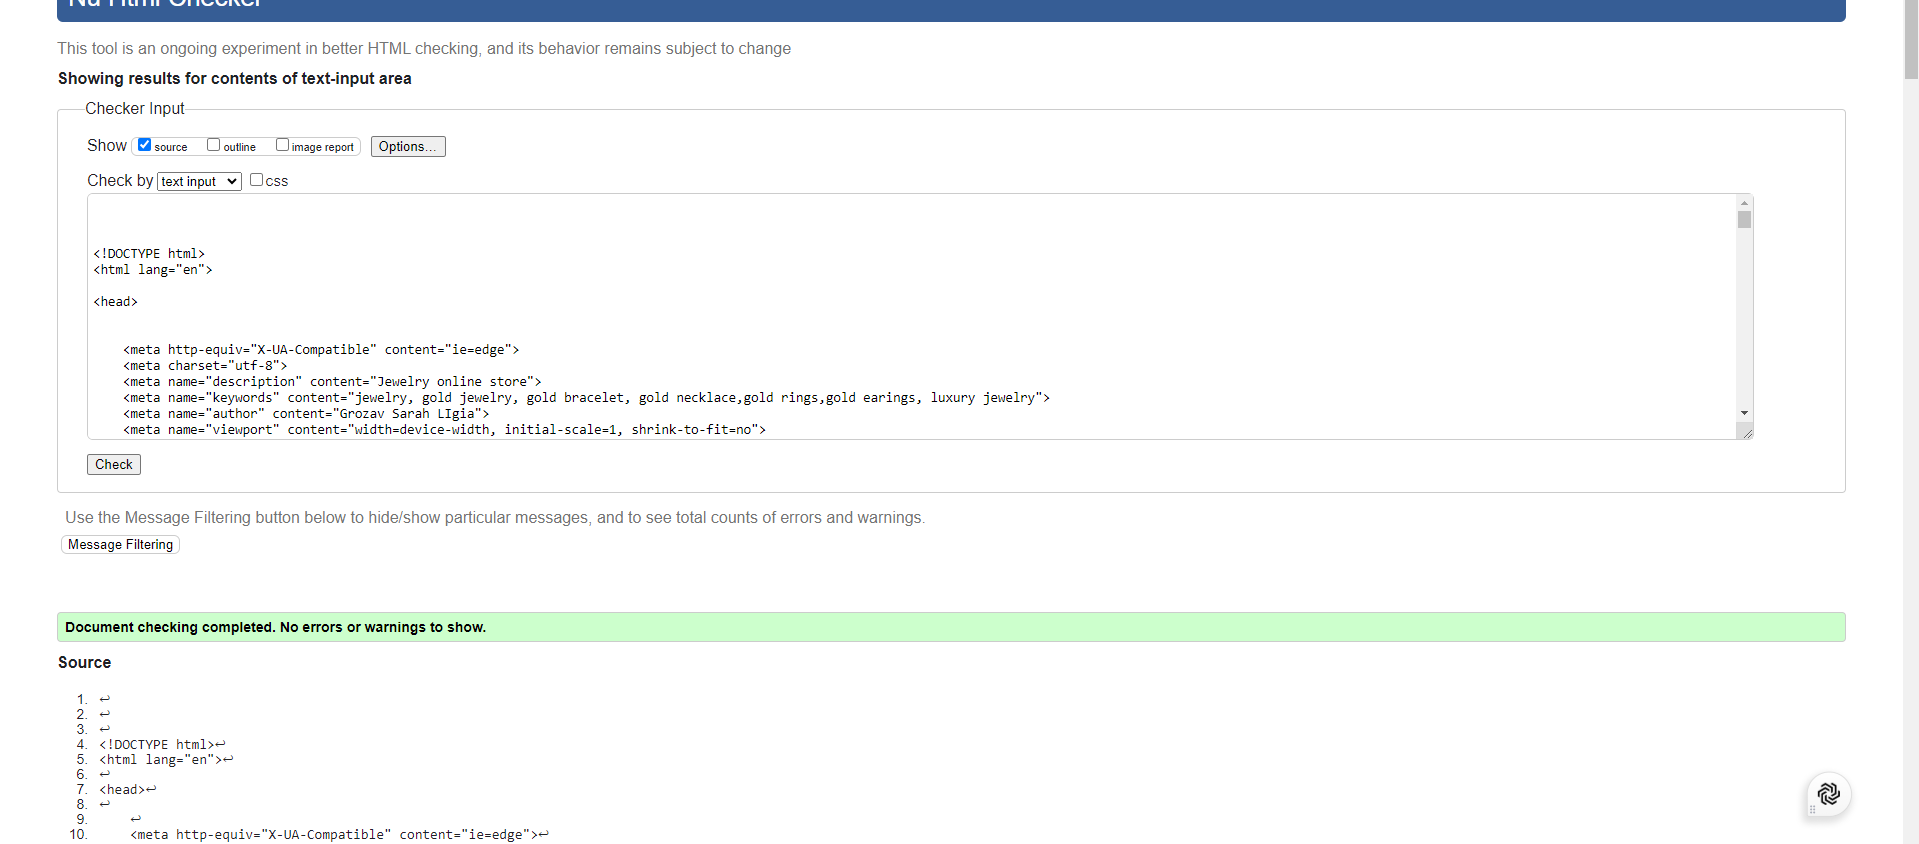 Nu Html Checker
This tool is an ongoing experiment in better HTML checking, and its behavior remains subject to change
Showing results for contents of text-input area
Checker Input
Show source outline image report Options...
Check by text input css
<!DOCTYPE html>
<html lang="en">
<head>
<meta http-equiv="X-UA-Compatible" content="ie=edge">
<meta charset="utf-8">
<meta name="description" content="Jewelry online store">
<meta name="keywords" content="jewelry, gold jewelry, gold bracelet, gold necklace,gold rings,gold earings, luxury jewelry">
<meta name="author" content="Grozav Sarah LIgia">
<meta name="viewport" content="width=device-width, initial-scale=1, shrink-to-fit=no">
Check
Use the Message Filtering button below to hide/show particular messages, and to see total counts of errors and warnings.
Message Filtering
Document checking completed. No errors or warnings to show.
Source
1. ↩
2. ↩
3. ↩
4. <!DOCTYPE html>↩
5. <html lang="en">↩
6. ↩
7. <head>↩
8. ↩
9. ↩
10. <meta http-equiv="X-UA-Compatible" content="ie=edge">↩